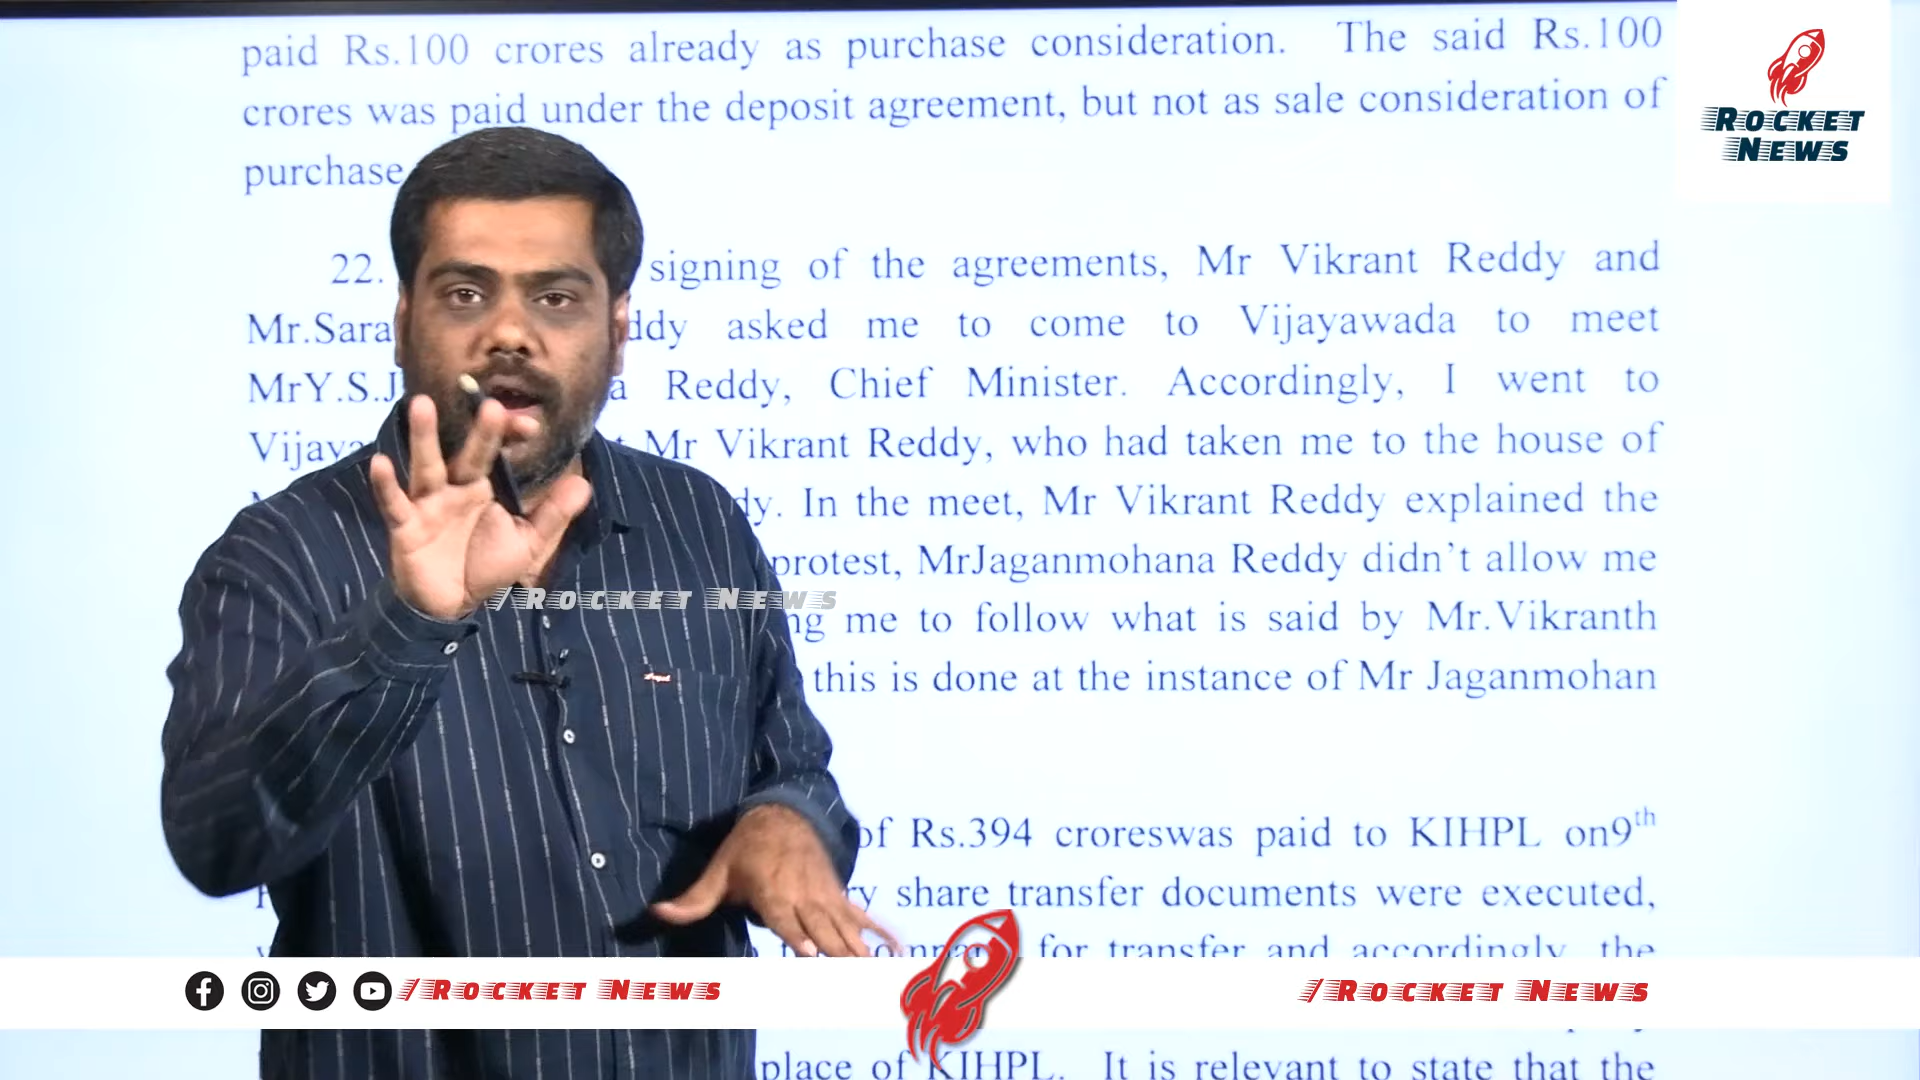 paid Rs.100 crores already as purchase consideration. The said Rs.100
crores was paid under the deposit agreement, but not as sale consideration of
purchase
ROCKET
NEWS
22. signing of the agreements, Mr Vikrant Reddy and
Mr.Sara ddy asked me to come to Vijayawada to meet
MrY.S.J a Reddy, Chief Minister. Accordingly, I went to
Vijaya t Mr Vikrant Reddy, who had taken me to the house of
dy. In the meet, Mr Vikrant Reddy explained the
protest, MrJaganmohana Reddy didn't allow me
/ROCKET NEWS
ng me to follow what is said by Mr.Vikranth
this is done at the instance of Mr Jaganmohan
of Rs.394 croreswas paid to KIHPL on9th
ry share transfer documents were executed,
for transfer and accordingly, the
/ROCKET NEWS /ROCKET NEWS
place of KIHPL. It is relevant to state that the